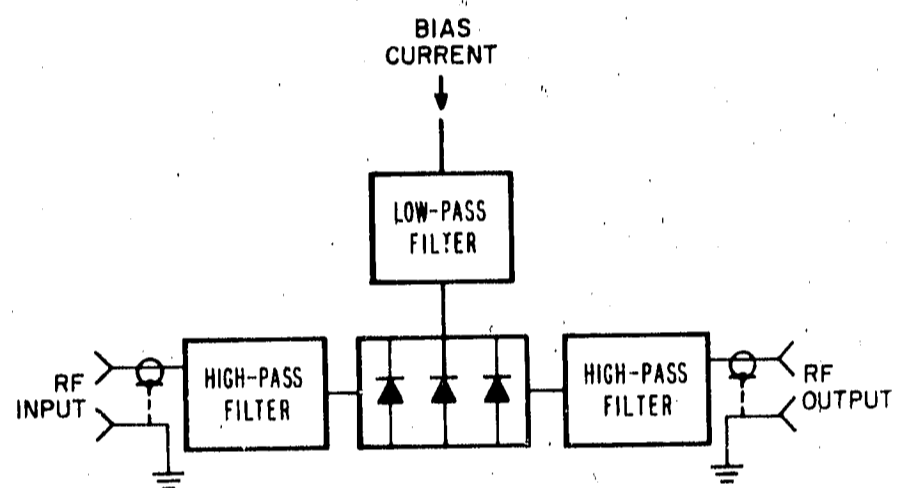 BIAS
CURRENT
LOW-PASS
FILTER
RF
INPUT
HIGH-PASS
FILTER
HIGH-PASS
FILTER
RF
OUTPUT